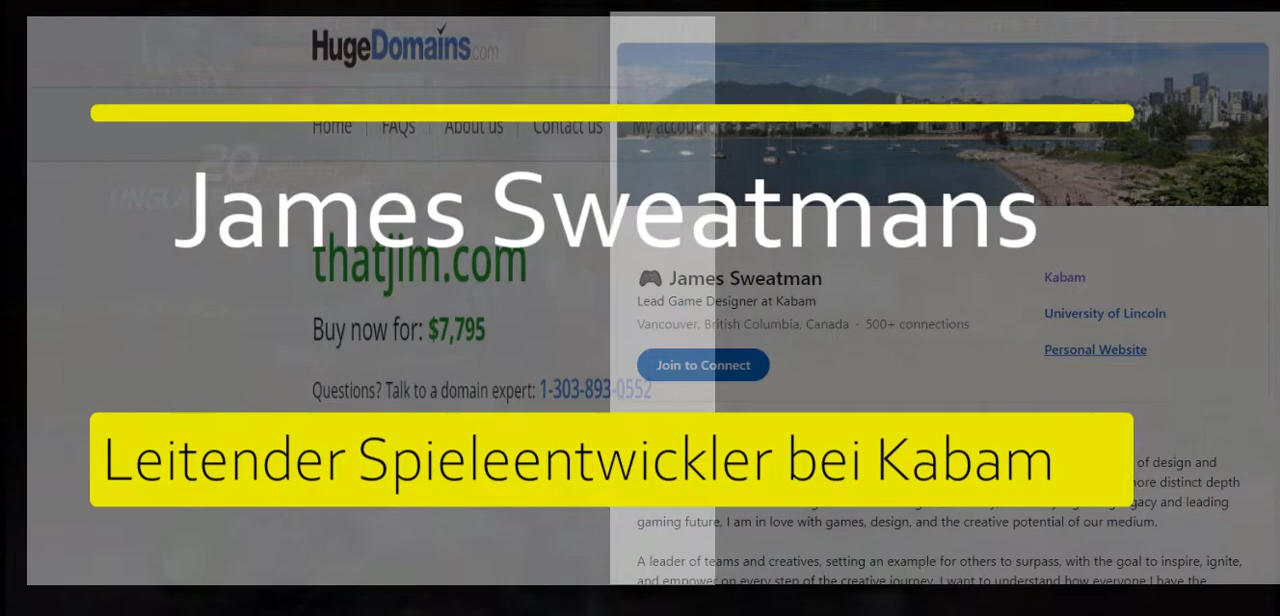 HugeDomains.com
Home FAQs About us Contact us My account
20
James Sweatmans
thatjim.com
Buy now for: $7,795
Questions? Talk to a domain expert: 1-303-893-0552
James Sweatman
Lead Game Designer at Kabam
Vancouver, British Columbia, Canada · 500+ connections
Join to Connect
Kabam
University of Lincoln
Personal Website
Leitender Spieleentwickler bei Kabam
of design and
more distinct depth
legacy and leading
gaming future, I am in love with games, design, and the creative potential of our medium.
A leader of teams and creatives, setting an example for others to surpass, with the goal to inspire, ignite,
and empower on every step of the creative journey. I want to understand how everyone I have the